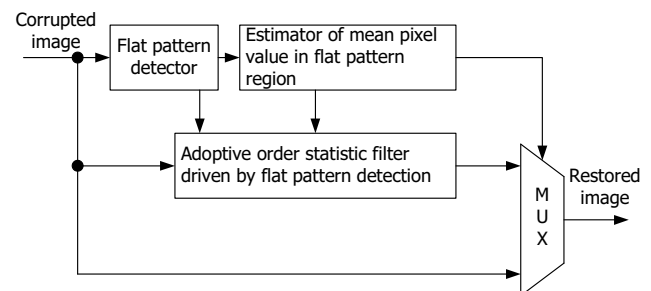 Corrupted
image
Flat pattern
detector
Estimator of mean pixel
value in flat pattern
region
Adoptive order statistic filter
driven by flat pattern detection
M
U
X
Restored
image